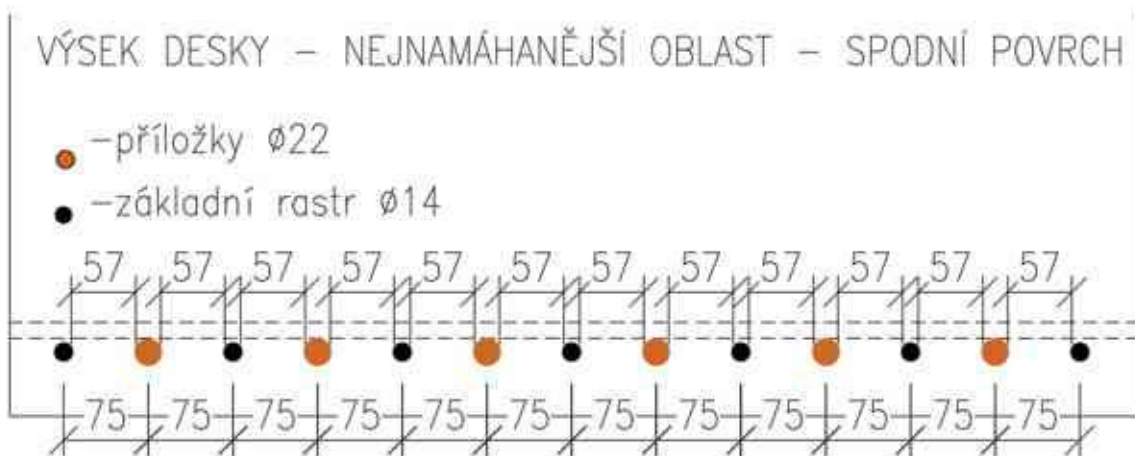 VÝSEK DESKY – NEJNAMÁHANĚJŠÍ OBLAST – SPODNÍ POVRCH
–příložky ø22
–základní rastr ø14
57 57 57 57 57 57 57 57 57 57 57 57
75 75 75 75 75 75 75 75 75 75 75 75